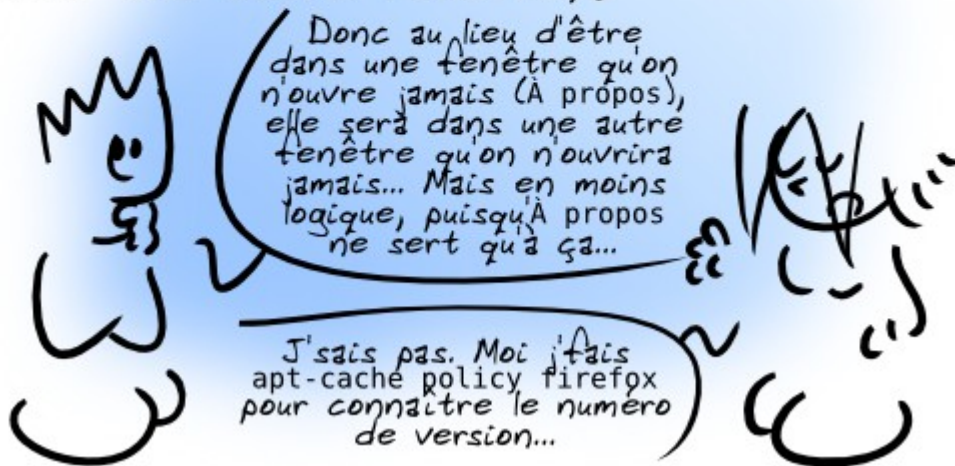 Donc au lieu d'être
dans une fenêtre qu'on
n'ouvre jamais (À propos),
elle sera dans une autre
fenêtre qu'on n'ouvrira
jamais... Mais en moins
logique, puisqu'À propos
ne sert qu'à ça...
J'sais pas. Moi j'fais
apt-cache policy firefox
pour connaître le numéro
de version...